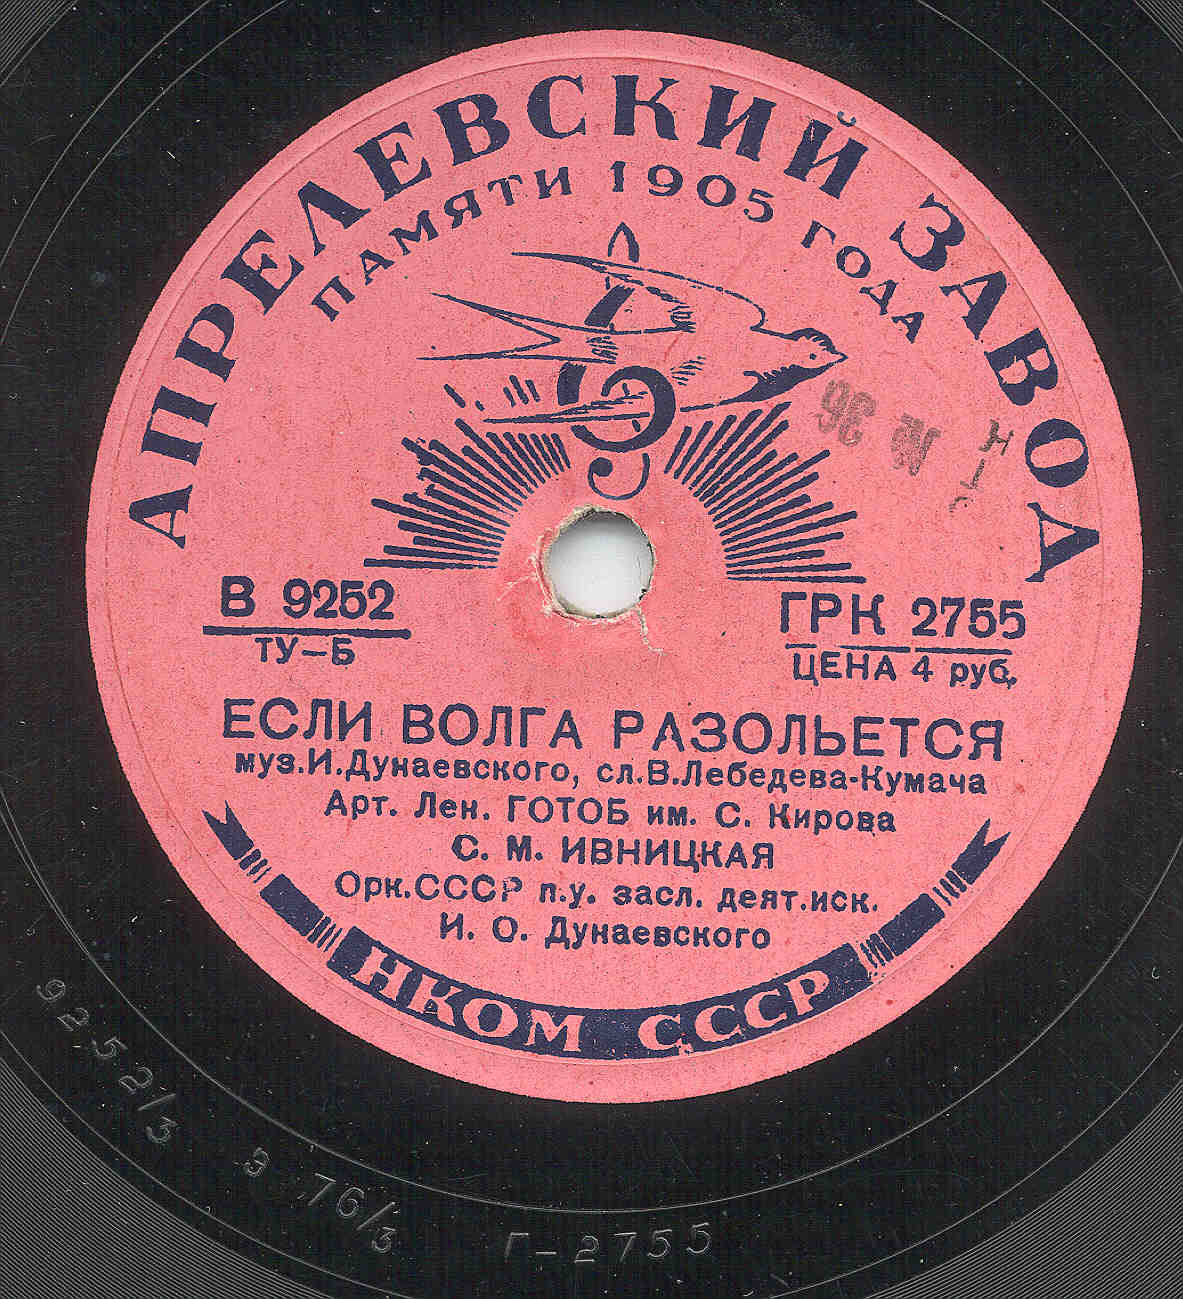 АПРЕЛЕВСКИЙ ЗАВОД
ПАМЯТИ 1905 ГОДА
В 9252
ТУ-Б
ГРК 2755
ЦЕНА 4 руб.
ЕСЛИ ВОЛГА РАЗОЛЬЕТСЯ
муз.И.Дунаевского, сл.В.Лебедева-Кумача
Арт. Лен. ГОТОБ им. С. Кирова
С. М. ИВНИЦКАЯ
Орк.СССР п.у. засл. деят.иск.
И. О. Дунаевского
НКОМ СССР
9252/3 Э 76/3 Г-2755